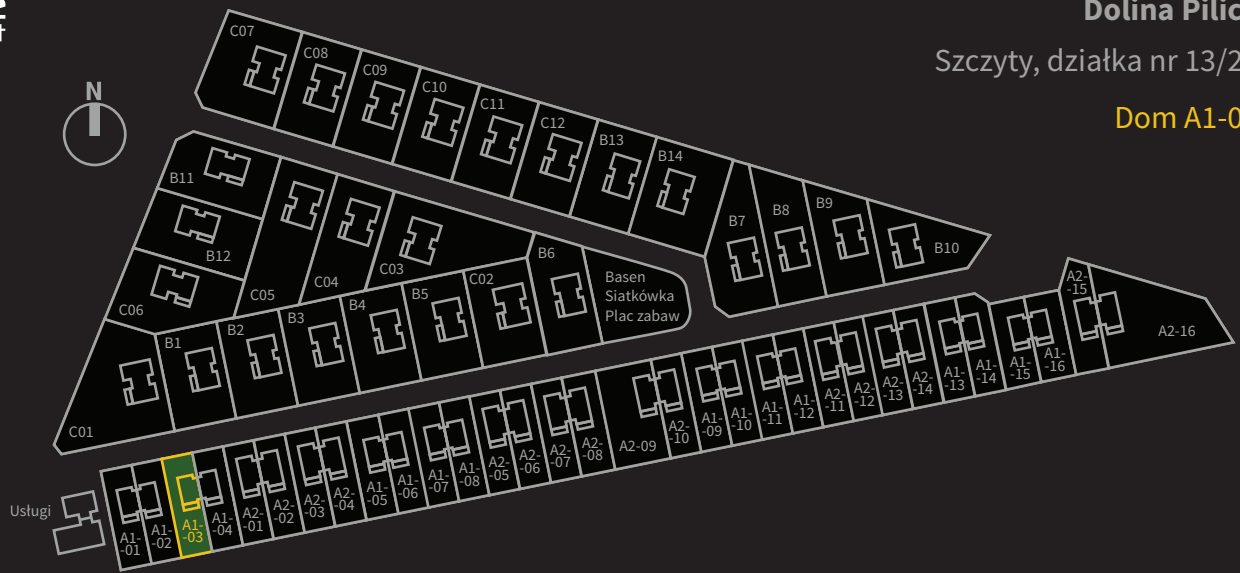 Dolina Pilic
Szczyty, działka nr 13/2
Dom A1-0
N
C07
C08
C09
C10
C11
C12
B13
B14
B7
B8
B9
B10
B11
B12
C06
C05
C04
C03
B6
Basen
Siatkówka
Plac zabaw
C01
B1
B2
B3
B4
B5
C02
Usługi
A1-
-01
A1-
-02
A1-
-03
A1-
-04
A2-
-01
A2-
-02
A2-
-03
A2-
-04
A1-
-05
A1-
-06
A1-
-07
A1-
-08
A2-
-05
A2-
-06
A2-
-07
A2-
-08
A2-09
A2-
-10
A1-
-09
A1-
-10
A1-
-11
A1-
-12
A2-
-11
A2-
-12
A2-
-13
A2-
-14
A1-
-13
A1-
-14
A1-
-15
A1-
-16
A2-
-15
A2-16